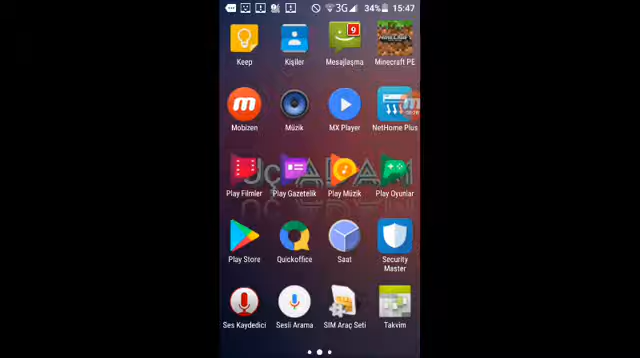 3G 34% 15:47
Keep Kişiler Mesajlaşma Minecraft PE
9
Mobizen Müzik MX Player NetHome Plus
Play Filmler Play Gazetelik Play Müzik Play Oyunlar
Play Store Quickoffice Saat Security Master
Ses Kaydedici Sesli Arama SIM Araç Seti Takvim